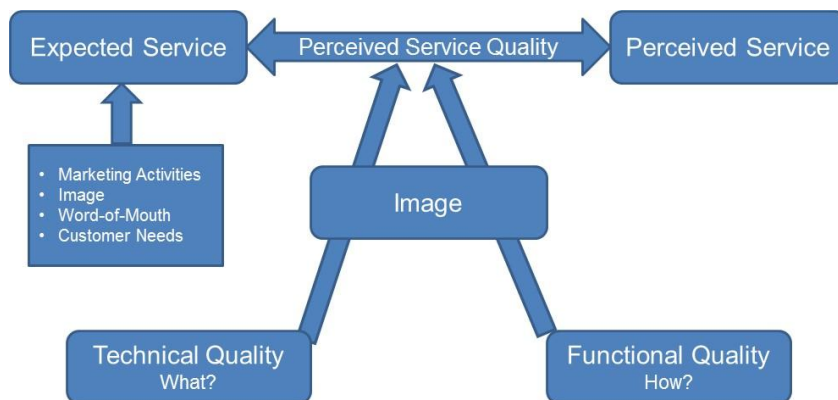 Expected Service
Perceived Service Quality
Perceived Service
• Marketing Activities
• Image
• Word-of-Mouth
• Customer Needs
Image
Technical Quality
What?
Functional Quality
How?